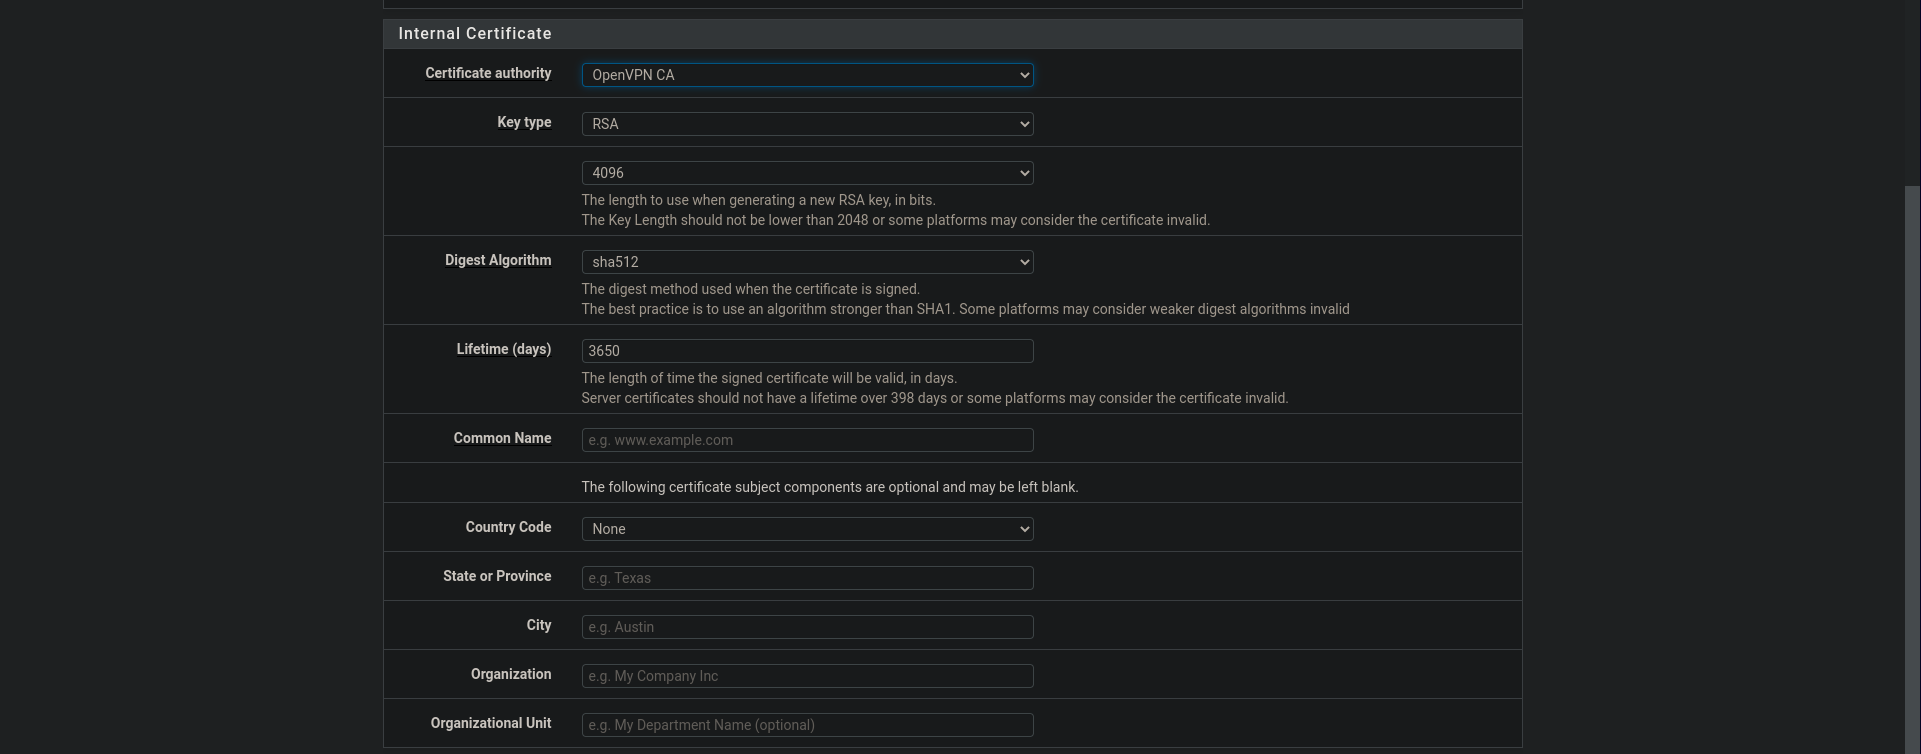 Internal Certificate
Certificate authority
OpenVPN CA
Key type
RSA
4096
The length to use when generating a new RSA key, in bits.
The Key Length should not be lower than 2048 or some platforms may consider the certificate invalid.
Digest Algorithm
sha512
The digest method used when the certificate is signed.
The best practice is to use an algorithm stronger than SHA1. Some platforms may consider weaker digest algorithms invalid
Lifetime (days)
3650
The length of time the signed certificate will be valid, in days.
Server certificates should not have a lifetime over 398 days or some platforms may consider the certificate invalid.
Common Name
e.g. www.example.com
The following certificate subject components are optional and may be left blank.
Country Code
None
State or Province
e.g. Texas
City
e.g. Austin
Organization
e.g. My Company Inc
Organizational Unit
e.g. My Department Name (optional)